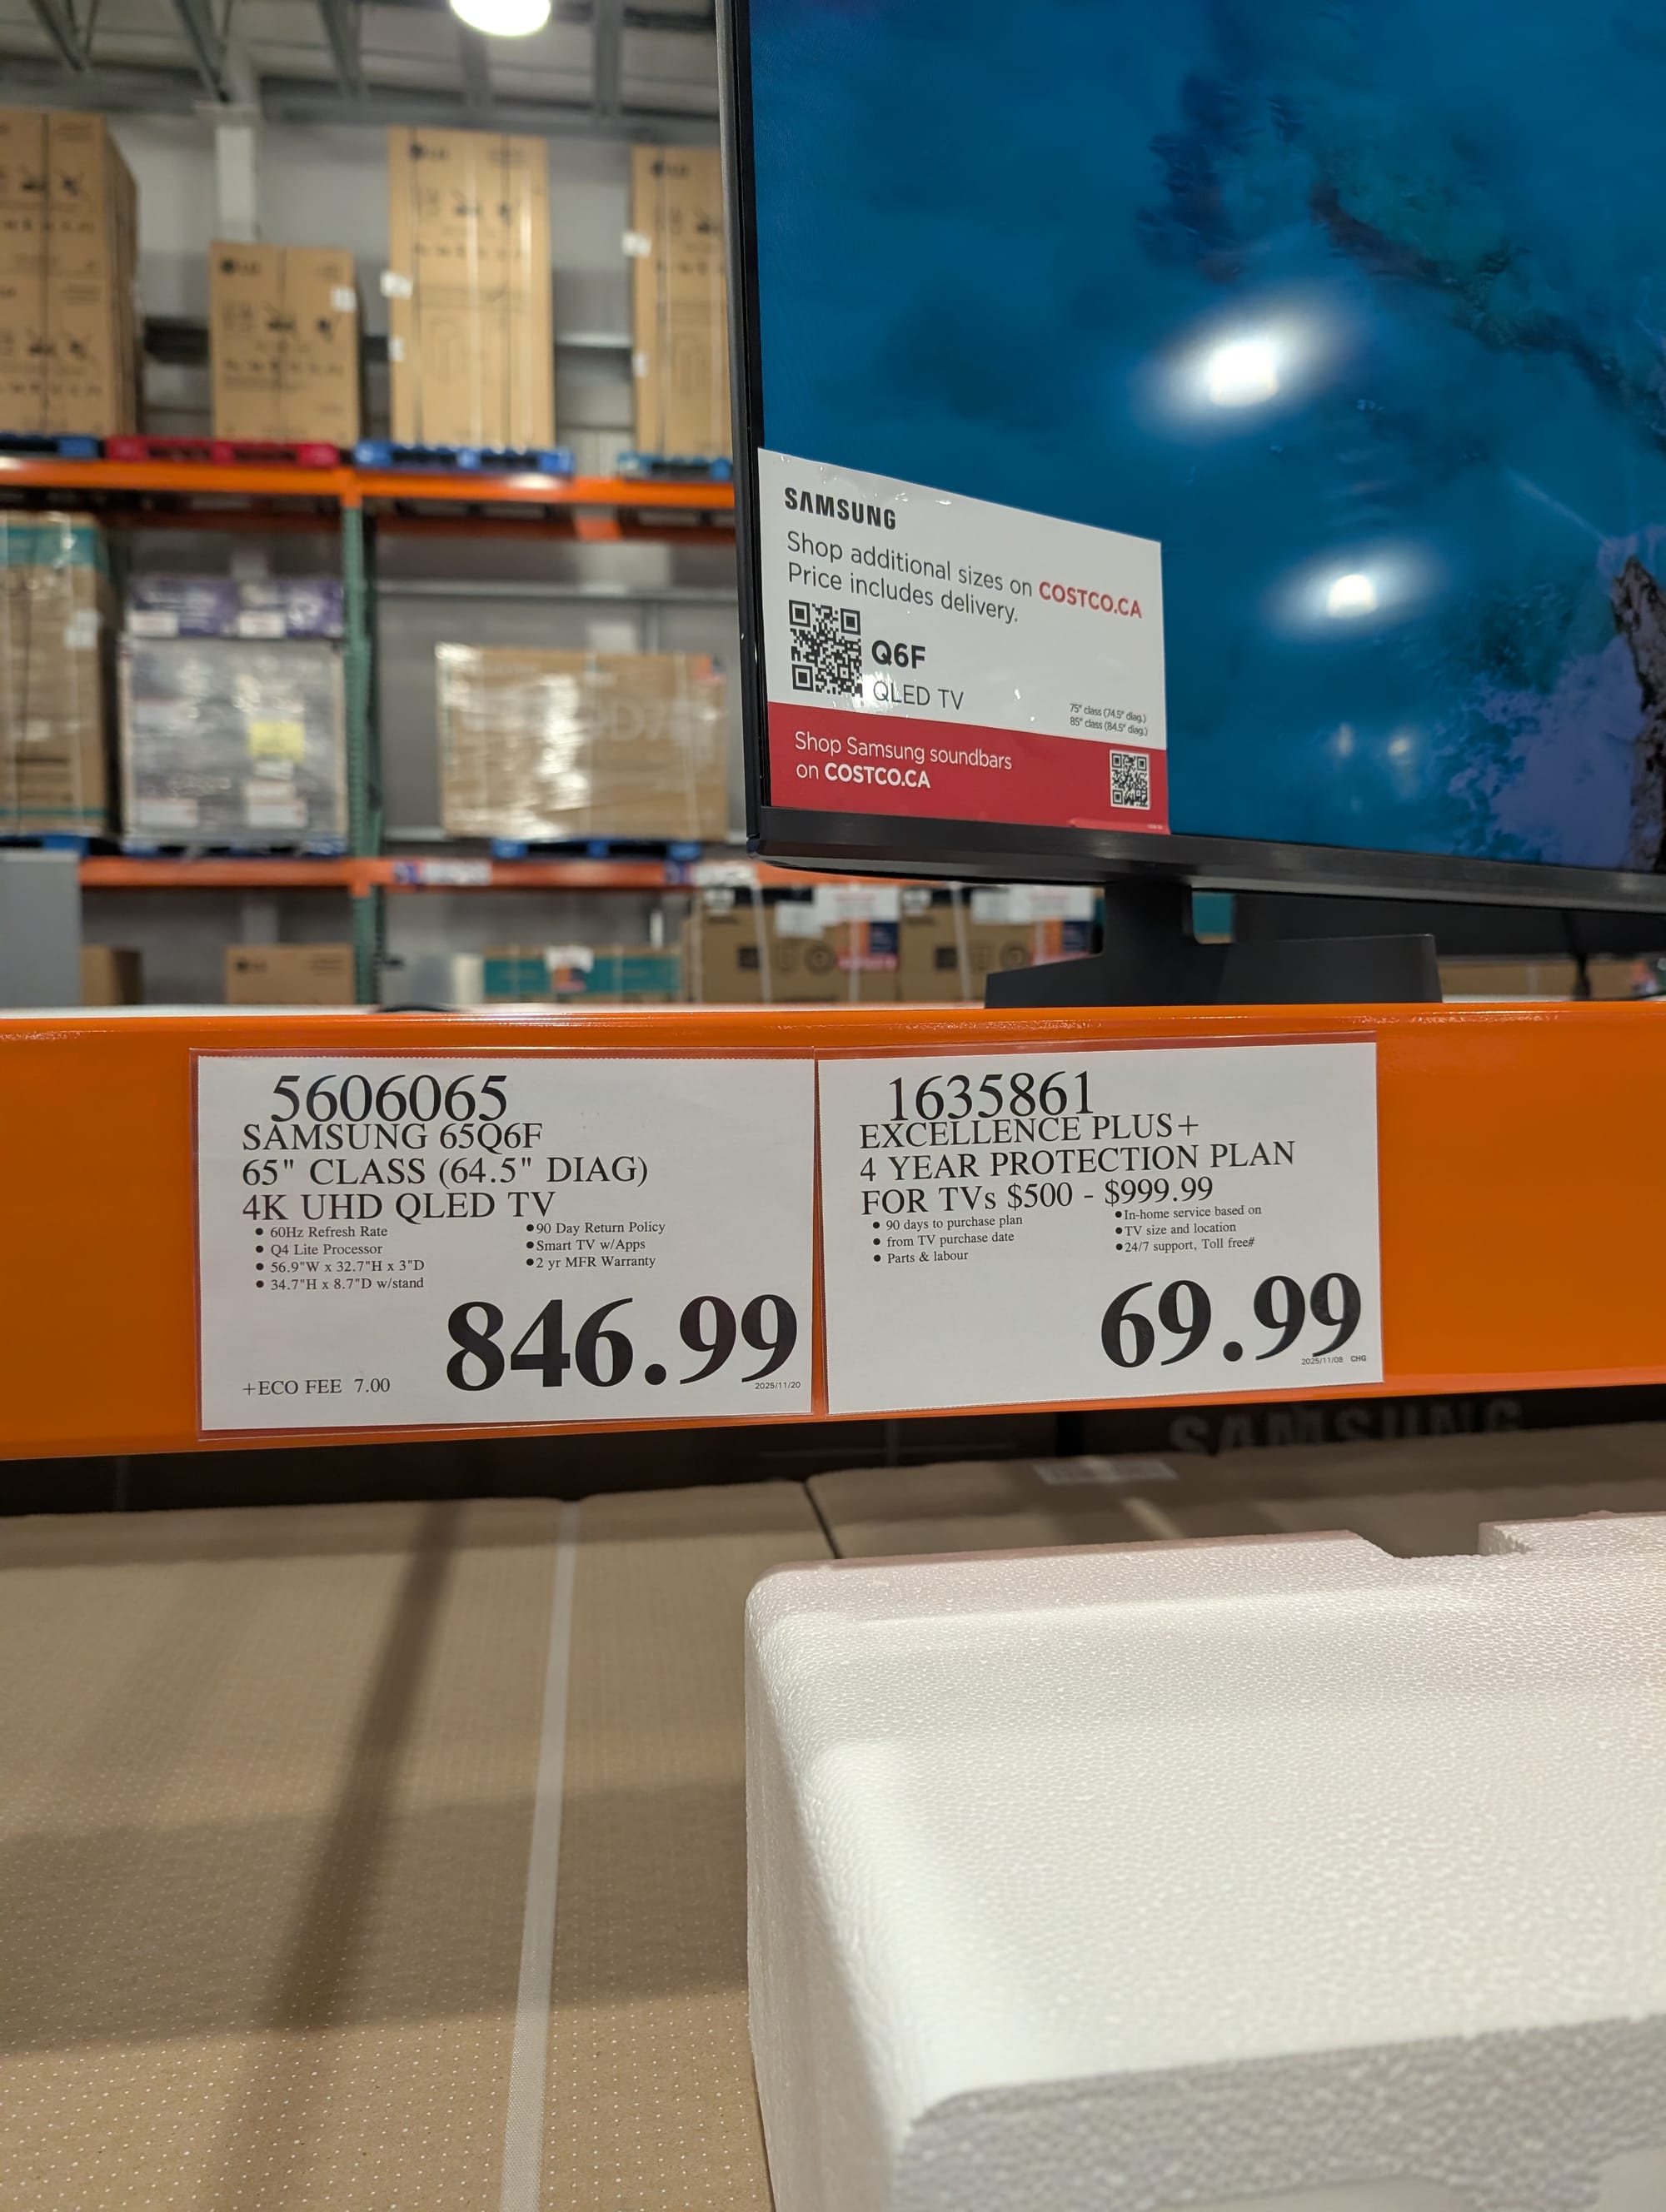 SAMSUNG
Shop additional sizes on COSTCO.CA
Price includes delivery.
Q6F
QLED TV
75" class (74.5" diag.)
85" class (84.5" diag.)
Shop Samsung soundbars
on COSTCO.CA
5606065
SAMSUNG 65Q6F
65" CLASS (64.5" DIAG)
4K UHD QLED TV
• 60Hz Refresh Rate
• Q4 Lite Processor
• 56.9"W x 32.7"H x 3"D
• 34.7"H x 8.7"D w/stand
• 90 Day Return Policy
• Smart TV w/Apps
• 2 yr MFR Warranty
846.99
+ECO FEE 7.00
2025/11/20
1635861
EXCELLENCE PLUS+
4 YEAR PROTECTION PLAN
FOR TVs $500 - $999.99
• 90 days to purchase plan
• from TV purchase date
• Parts & labour
• In-home service based on
• TV size and location
• 24/7 support, Toll free#
69.99
2025/11/08 CHG
SAMSUNG
LG
LG
LG
LG